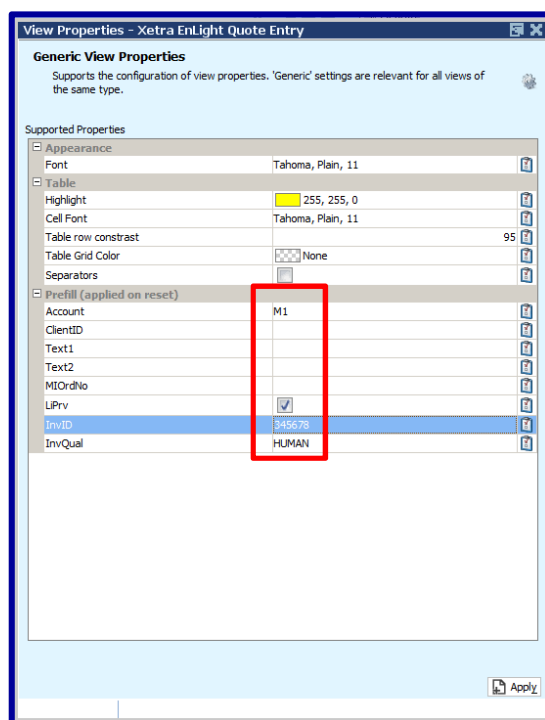 View Properties - Xetra EnLight Quote Entry
Generic View Properties
Supports the configuration of view properties. 'Generic' settings are relevant for all views of
the same type.
Supported Properties
Appearance
Font Tahoma, Plain, 11
Table
Highlight 255, 255, 0
Cell Font Tahoma, Plain, 11
Table row constrast 95
Table Grid Color None
Separators
Prefill (applied on reset)
Account M1
ClientID
Text1
Text2
MIOrdNo
LiPrv
InvID 345678
InvQual HUMAN
Apply